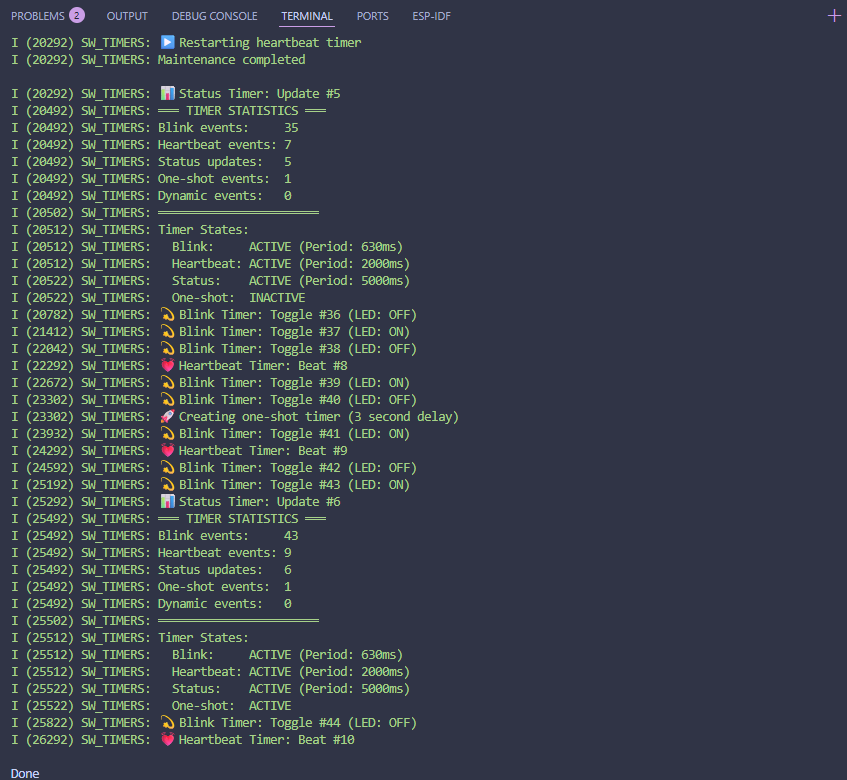 PROBLEMS 2 OUTPUT DEBUG CONSOLE TERMINAL PORTS ESP-IDF
I (20292) SW_TIMERS: ▶️ Restarting heartbeat timer
I (20292) SW_TIMERS: Maintenance completed
I (20292) SW_TIMERS: 📊 Status Timer: Update #5
I (20492) SW_TIMERS: ═══ TIMER STATISTICS ═══
I (20492) SW_TIMERS: Blink events:     35
I (20492) SW_TIMERS: Heartbeat events: 7
I (20492) SW_TIMERS: Status updates:   5
I (20492) SW_TIMERS: One-shot events:  1
I (20492) SW_TIMERS: Dynamic events:   0
I (20502) SW_TIMERS: ═══════════════════════
I (20512) SW_TIMERS: Timer States:
I (20512) SW_TIMERS:   Blink:     ACTIVE (Period: 630ms)
I (20512) SW_TIMERS:   Heartbeat: ACTIVE (Period: 2000ms)
I (20522) SW_TIMERS:   Status:    ACTIVE (Period: 5000ms)
I (20522) SW_TIMERS:   One-shot:  INACTIVE
I (20782) SW_TIMERS: 💫 Blink Timer: Toggle #36 (LED: OFF)
I (21412) SW_TIMERS: 💫 Blink Timer: Toggle #37 (LED: ON)
I (22042) SW_TIMERS: 💫 Blink Timer: Toggle #38 (LED: OFF)
I (22292) SW_TIMERS: 💓 Heartbeat Timer: Beat #8
I (22672) SW_TIMERS: 💫 Blink Timer: Toggle #39 (LED: ON)
I (23302) SW_TIMERS: 💫 Blink Timer: Toggle #40 (LED: OFF)
I (23302) SW_TIMERS: 🚀 Creating one-shot timer (3 second delay)
I (23932) SW_TIMERS: 💫 Blink Timer: Toggle #41 (LED: ON)
I (24292) SW_TIMERS: 💓 Heartbeat Timer: Beat #9
I (24592) SW_TIMERS: 💫 Blink Timer: Toggle #42 (LED: OFF)
I (25192) SW_TIMERS: 💫 Blink Timer: Toggle #43 (LED: ON)
I (25292) SW_TIMERS: 📊 Status Timer: Update #6
I (25492) SW_TIMERS: ═══ TIMER STATISTICS ═══
I (25492) SW_TIMERS: Blink events:     43
I (25492) SW_TIMERS: Heartbeat events: 9
I (25492) SW_TIMERS: Status updates:   6
I (25492) SW_TIMERS: One-shot events:  1
I (25492) SW_TIMERS: Dynamic events:   0
I (25502) SW_TIMERS: ═══════════════════════
I (25512) SW_TIMERS: Timer States:
I (25512) SW_TIMERS:   Blink:     ACTIVE (Period: 630ms)
I (25512) SW_TIMERS:   Heartbeat: ACTIVE (Period: 2000ms)
I (25522) SW_TIMERS:   Status:    ACTIVE (Period: 5000ms)
I (25522) SW_TIMERS:   One-shot:  ACTIVE
I (25822) SW_TIMERS: 💫 Blink Timer: Toggle #44 (LED: OFF)
I (26292) SW_TIMERS: 💓 Heartbeat Timer: Beat #10
Done